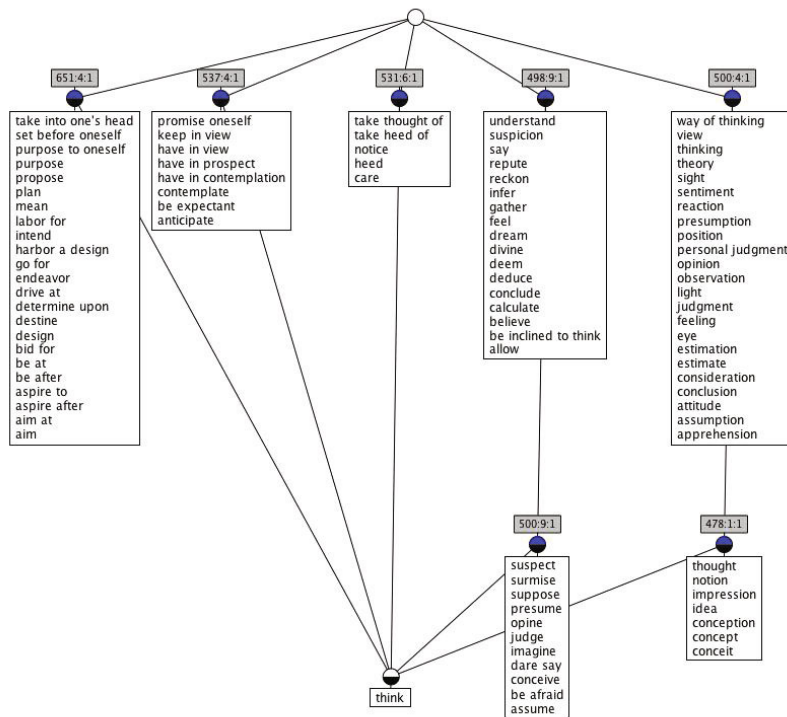 651:4:1
take into one's head
set before oneself
purpose to oneself
purpose
propose
plan
mean
labor for
intend
harbor a design
go for
endeavor
drive at
determine upon
destine
design
bid for
be at
be after
aspire to
aspire after
aim at
aim
537:4:1
promise oneself
keep in view
have in view
have in prospect
have in contemplation
contemplate
be expectant
anticipate
531:6:1
take thought of
take heed of
notice
heed
care
498:9:1
understand
suspicion
say
repute
reckon
infer
gather
feel
dream
divine
deem
deduce
conclude
calculate
believe
be inclined to think
allow
500:4:1
way of thinking
view
thinking
theory
sight
sentiment
reaction
presumption
position
personal judgment
opinion
observation
light
judgment
feeling
eye
estimation
estimate
consideration
conclusion
attitude
assumption
apprehension
500:9:1
suspect
surmise
suppose
presume
opine
judge
imagine
dare say
conceive
be afraid
assume
478:1:1
thought
notion
impression
idea
conception
concept
conceit
think